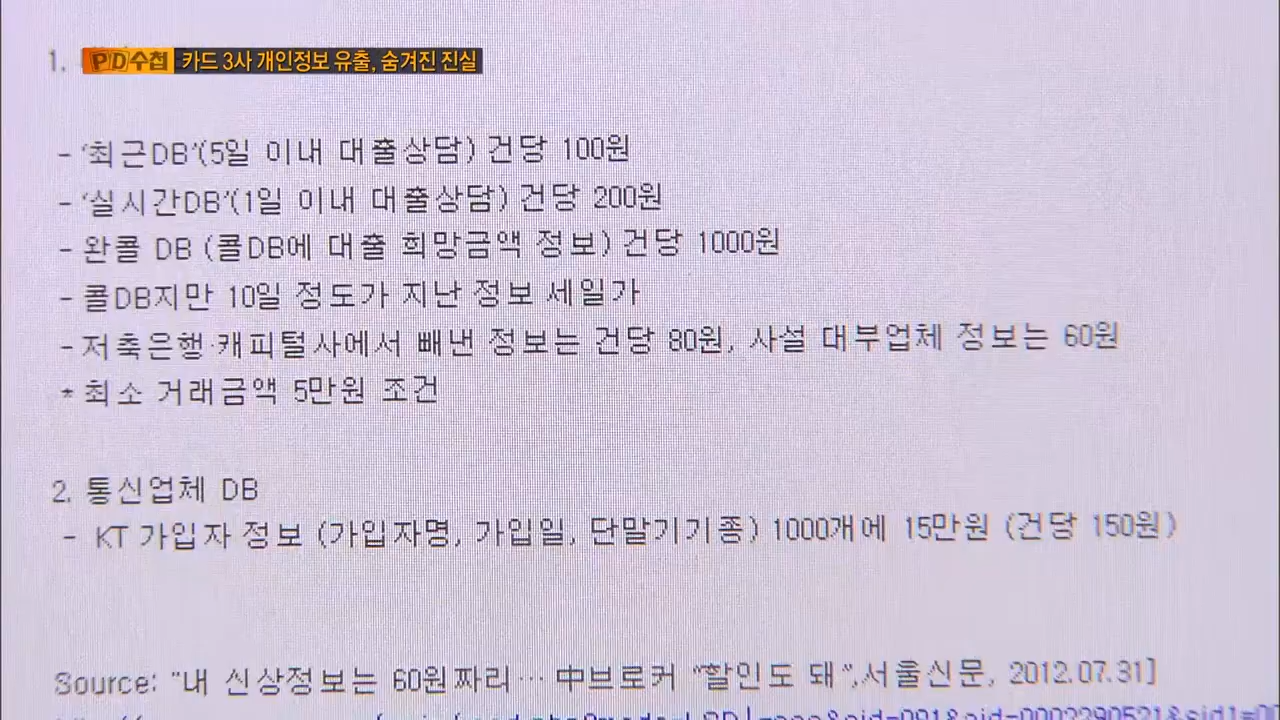 1. PD수첩 카드 3사 개인정보 유출, 숨겨진 진실
- '최근DB'(5일 이내 대출상담) 건당 100원
- '실시간DB'(1일 이내 대출상담) 건당 200원
- 완콜 DB (콜DB에 대출 희망금액 정보) 건당 1000원
- 콜DB지만 10일 정도가 지난 정보 세일가
- 저축은행·캐피털사에서 빼낸 정보는 건당 80원, 사설 대부업체 정보는 60원
* 최소 거래금액 5만원 조건
2. 통신업체 DB
- KT 가입자 정보 (가입자명, 가입일, 단말기기종) 1000개에 15만원 (건당 150원)
Source: "내 신상정보는 60원짜리… 中브로커 "할인도 돼",서울신문, 2012.07.31]